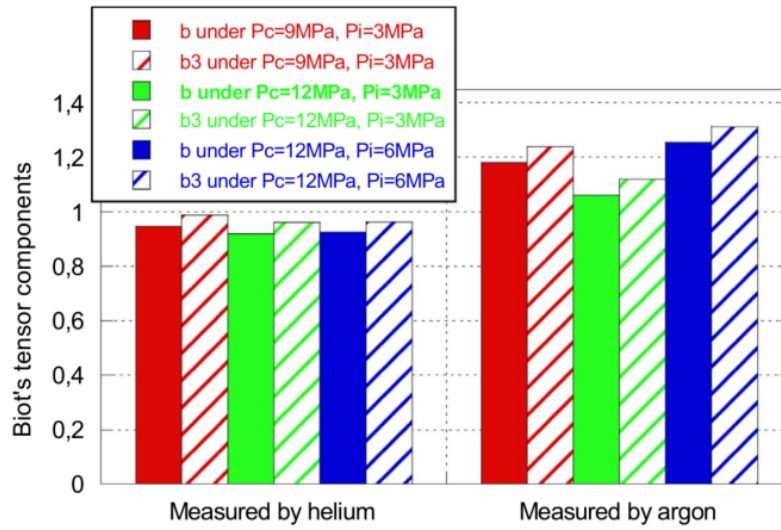 b under Pc=9MPa, Pi=3MPa
b3 under Pc=9MPa, Pi=3MPa
b under Pc=12MPa, Pi=3MPa
b3 under Pc=12MPa, Pi=3MPa
b under Pc=12MPa, Pi=6MPa
b3 under Pc=12MPa, Pi=6MPa
Biot's tensor components
1,4
1,2
1
0,8
0,6
0,4
0,2
0
Measured by helium
Measured by argon